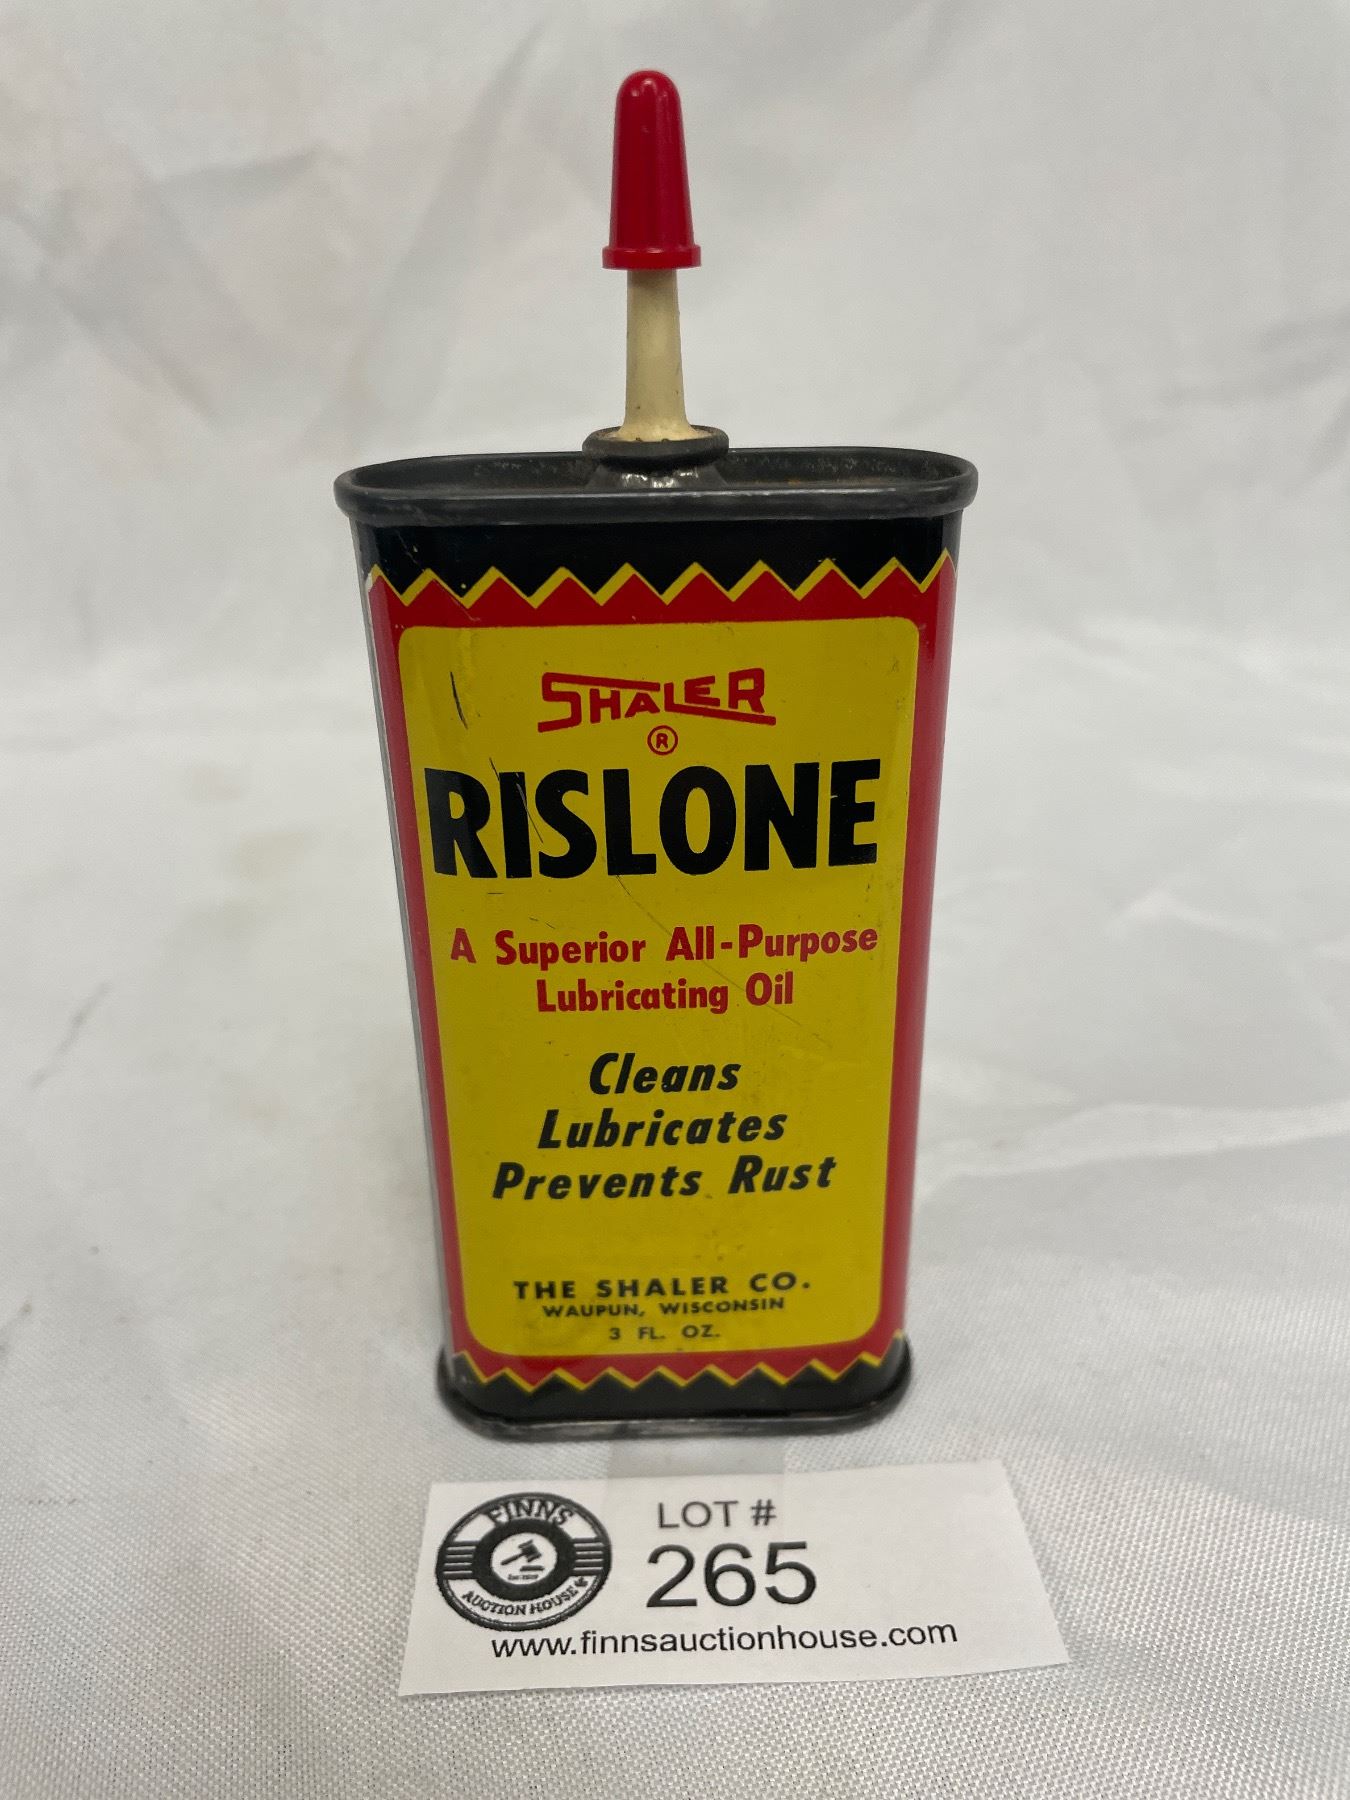 SHALER
®
RISLONE
A Superior All-Purpose
Lubricating Oil
Cleans
Lubricates
Prevents Rust
THE SHALER CO.
WAUPUN, WISCONSIN
3 FL. OZ.
FINNS
AUCTION HOUSE
LOT #
265
www.finnsauctionhouse.com